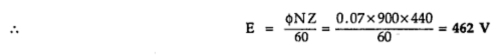 ∴ E = ϕNZ/60 = 0.07×900×440/60 = 462 V